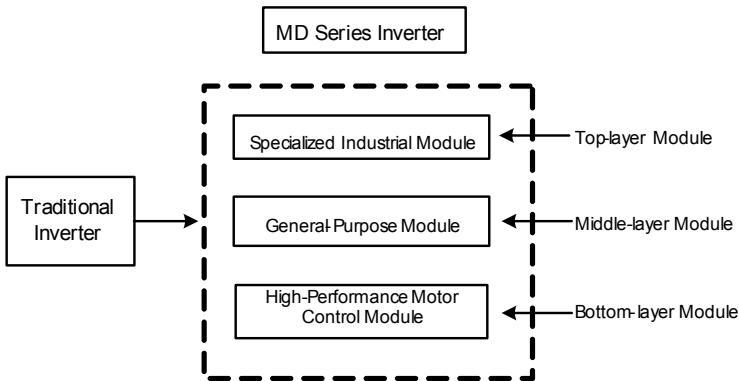 MD Series Inverter
Specialized Industrial Module
Top-layer Module
Traditional
Inverter
General-Purpose Module
Middle-layer Module
High-Performance Motor
Control Module
Bottom-layer Module